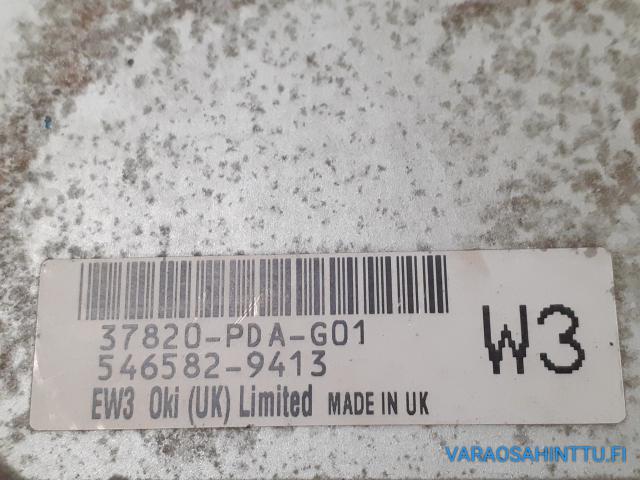 37820-PDA-G01
546582-9413
EW3 Oki (UK) Limited MADE IN UK
W3
VARAOSAHINTTU.FI